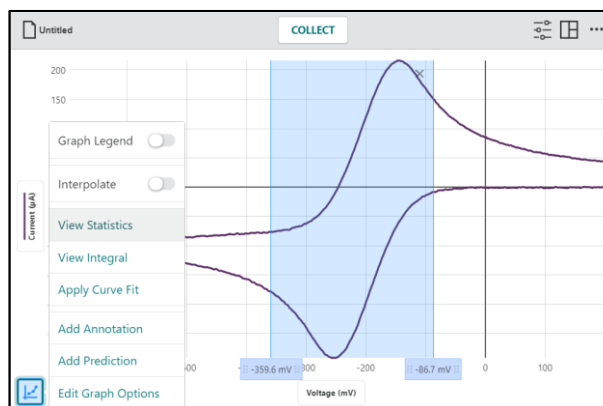 Untitled
COLLECT
200
150
Graph Legend
Interpolate
View Statistics
View Integral
Apply Curve Fit
Add Annotation
Add Prediction
Edit Graph Options
Current (µA)
-300
-200
-100
0
100
-359.6 mV
-86.7 mV
Voltage (mV)